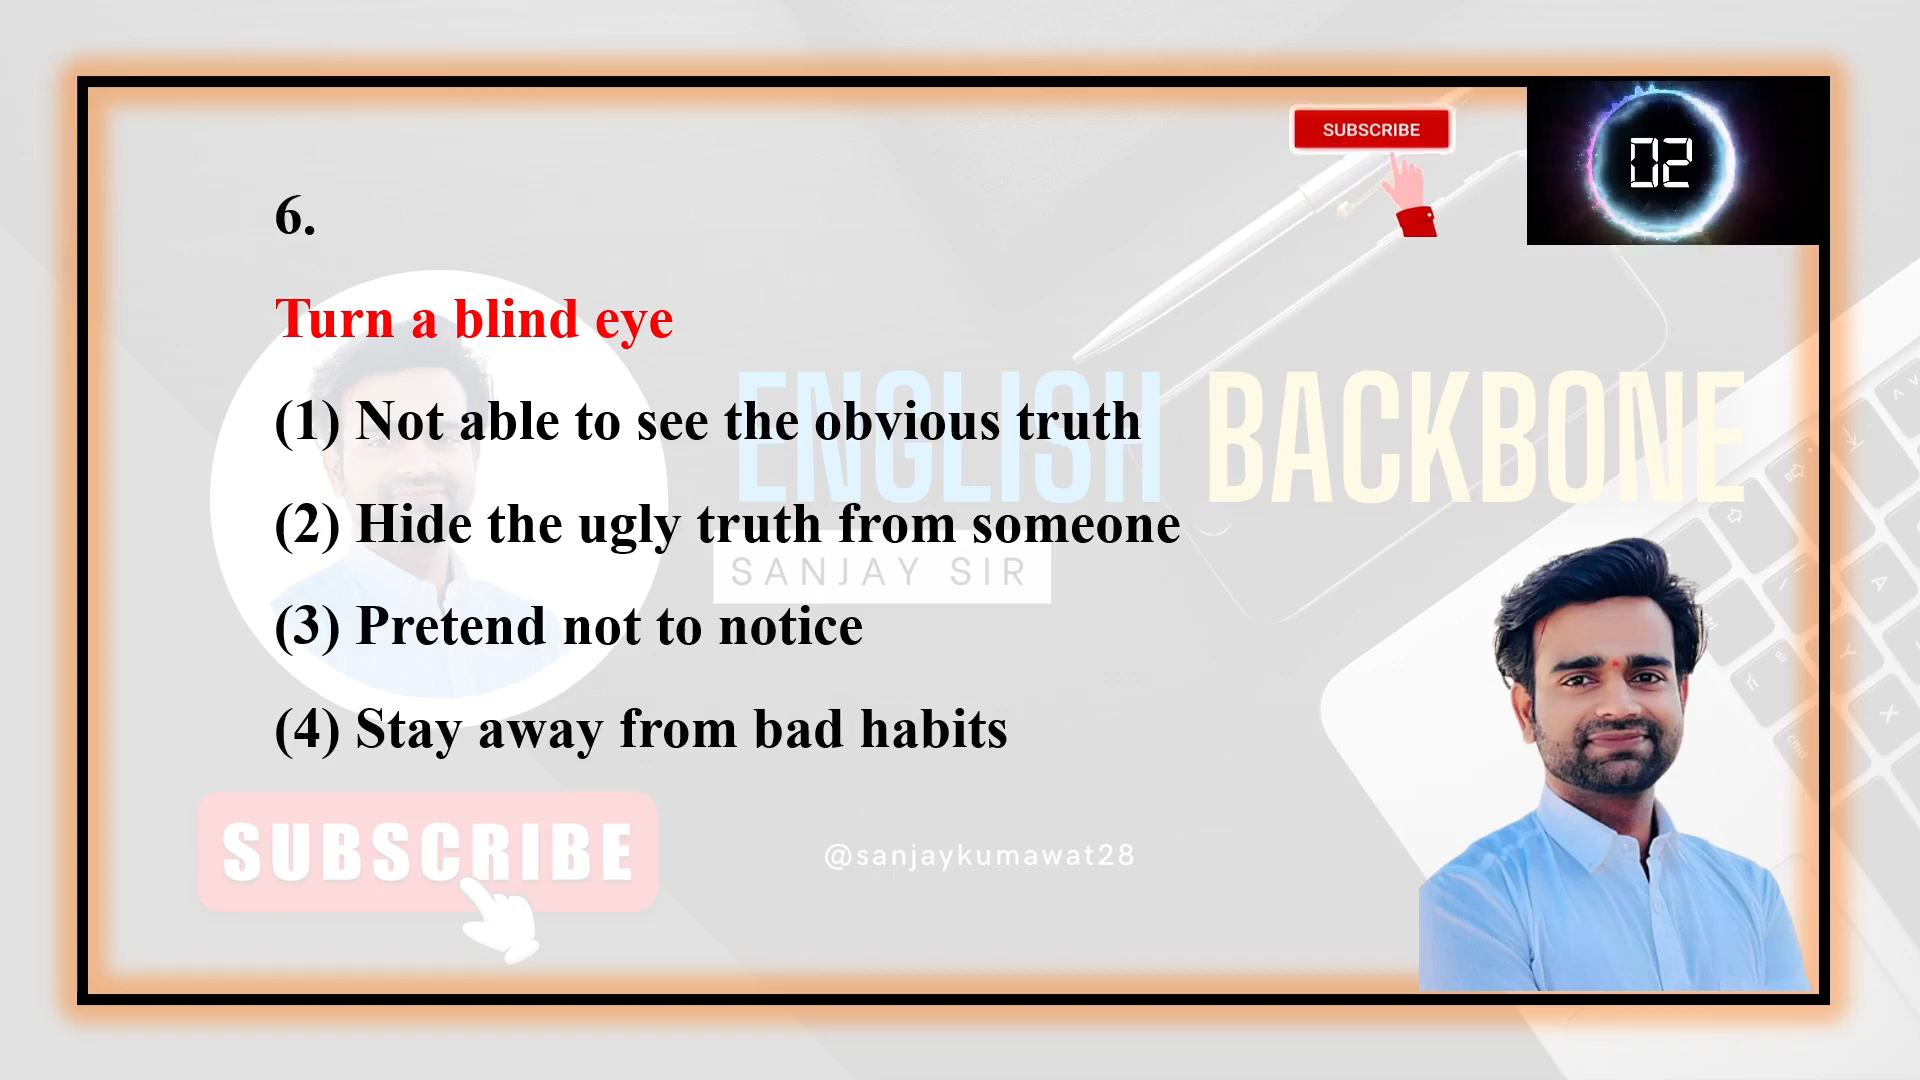 SUBSCRIBE
02
6.
Turn a blind eye
ENGLISH BACKBONE
(1) Not able to see the obvious truth
(2) Hide the ugly truth from someone
SANJAY SIR
(3) Pretend not to notice
(4) Stay away from bad habits
SUBSCRIBE
@sanjaykumawat28